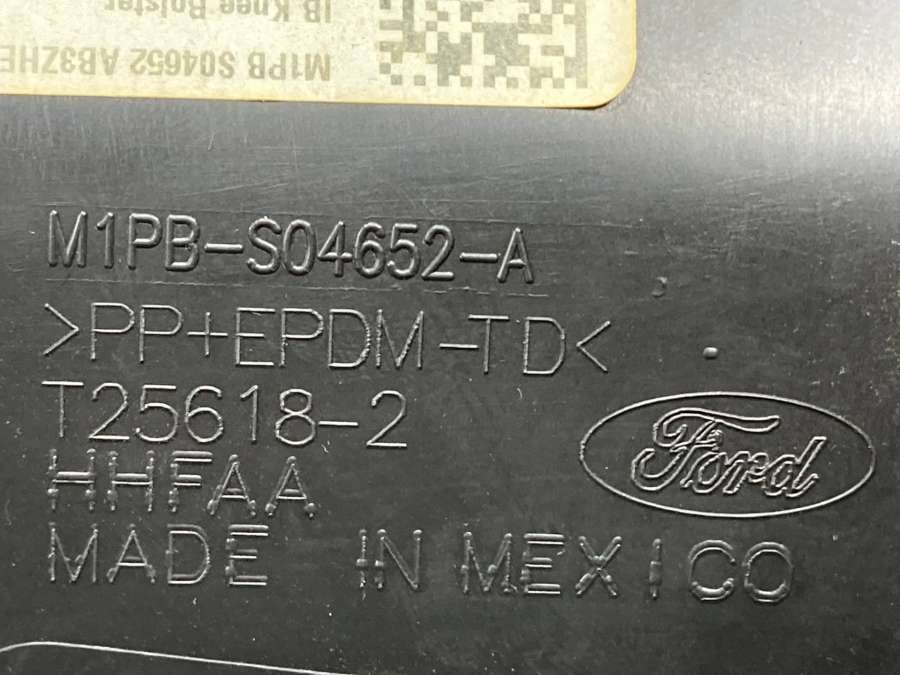 IB Knee Bolster
M1PB S04652 AB3ZHE
M1PB-S04652-A
>PP+EPDM-TD<
T25618-2
HHFAA
MADE IN MEXICO
Ford